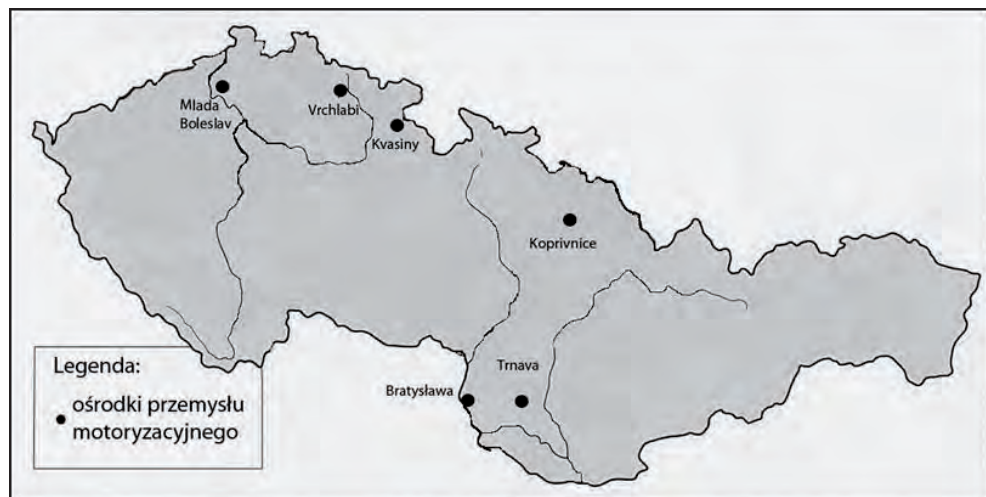 Mlada
Boleslav
Vrchlabi
Kvasiny
Koprivnice
Trnava
Bratysława
Legenda:
ośrodki przemysłu
motoryzacyjnego